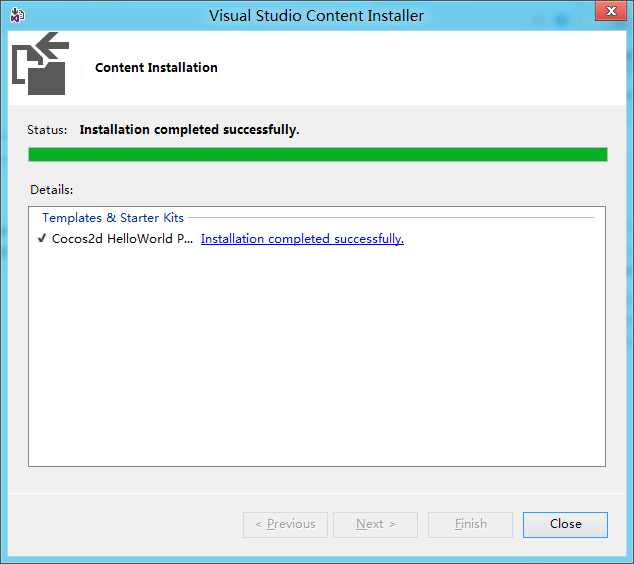 Visual Studio Content Installer
Content Installation
Status: Installation completed successfully.
Details:
Templates & Starter Kits
Cocos2d HelloWorld P... Installation completed successfully.
< Previous Next > Finish Close